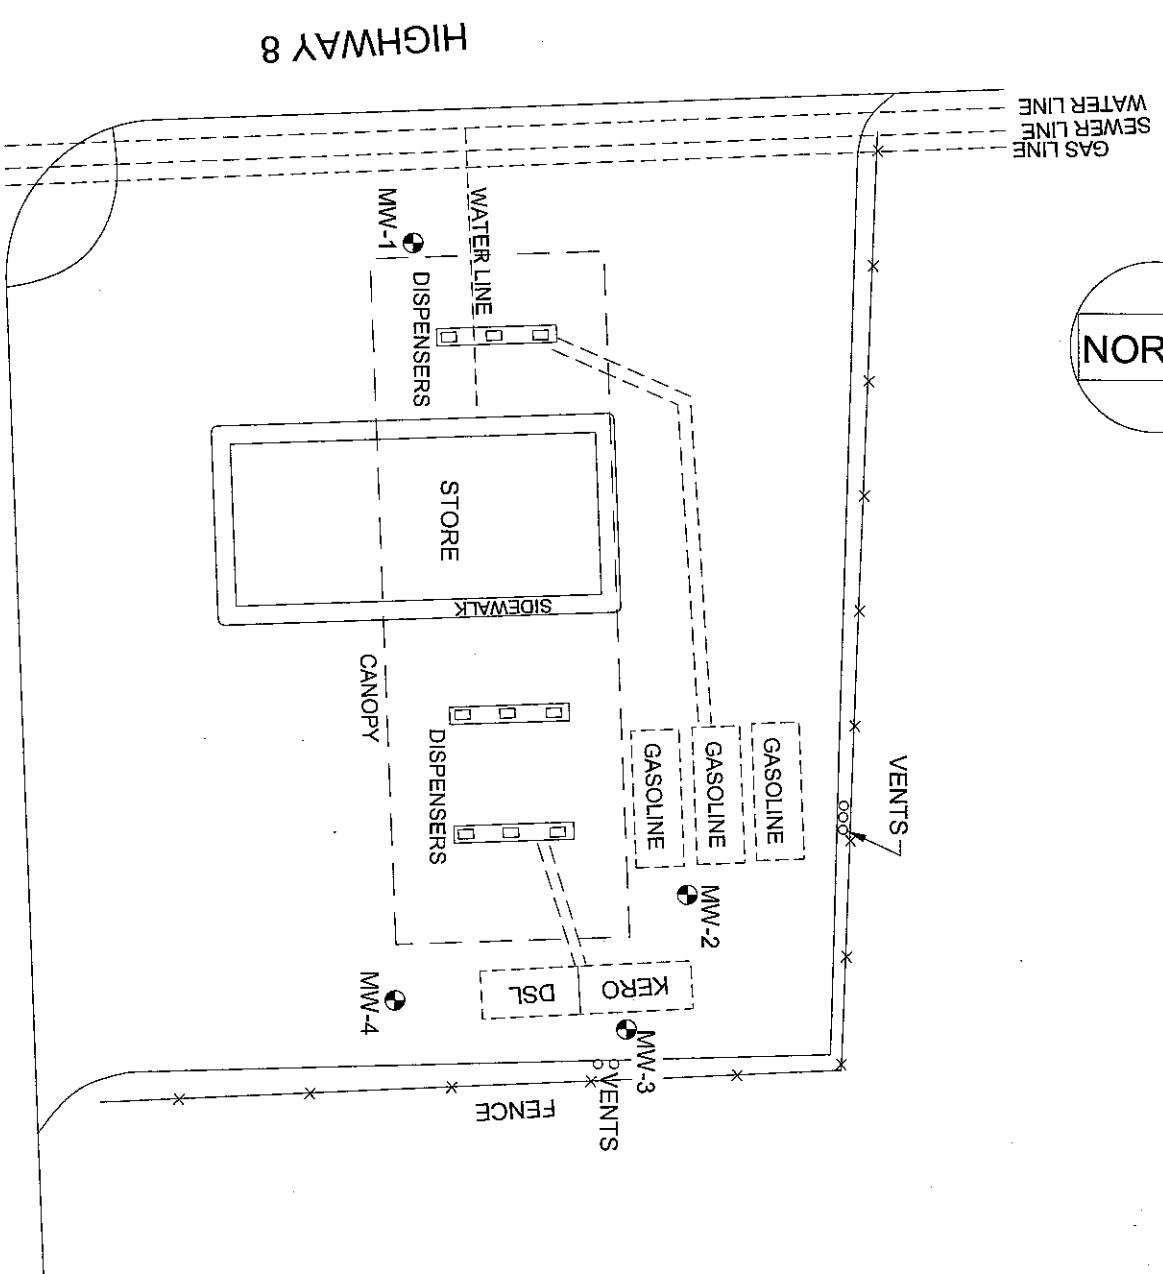 HIGHWAY 8
WATER LINE
SEWER LINE
GAS LINE
MW-1
WATER LINE
DISPENSERS
NOR
STORE
SIDEWALK
CANOPY
DISPENSERS
GASOLINE
GASOLINE
GASOLINE
VENTS
MW-2
KERO
DSL
MW-4
MW-3
VENTS
FENCE